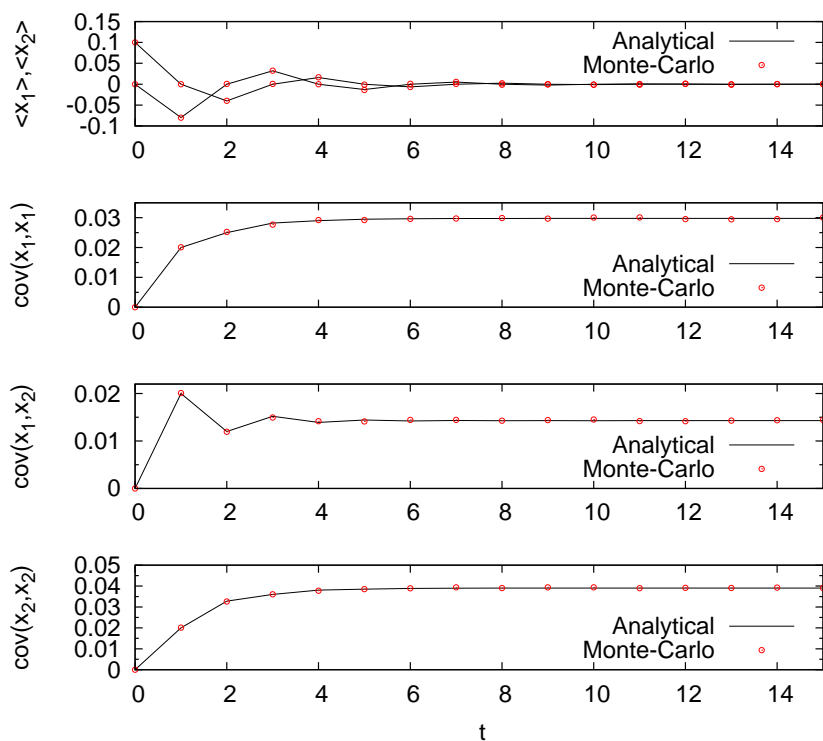 <x₁>,<x₂>
0.15
0.1
0.05
0
-0.05
-0.1
Analytical
Monte-Carlo
0 2 4 6 8 10 12 14
cov(x₁,x₁)
0.03
0.02
0.01
0
Analytical
Monte-Carlo
0 2 4 6 8 10 12 14
cov(x₁,x₂)
0.02
0.01
0
Analytical
Monte-Carlo
0 2 4 6 8 10 12 14
cov(x₂,x₂)
0.05
0.04
0.03
0.02
0.01
0
Analytical
Monte-Carlo
0 2 4 6 8 10 12 14
t